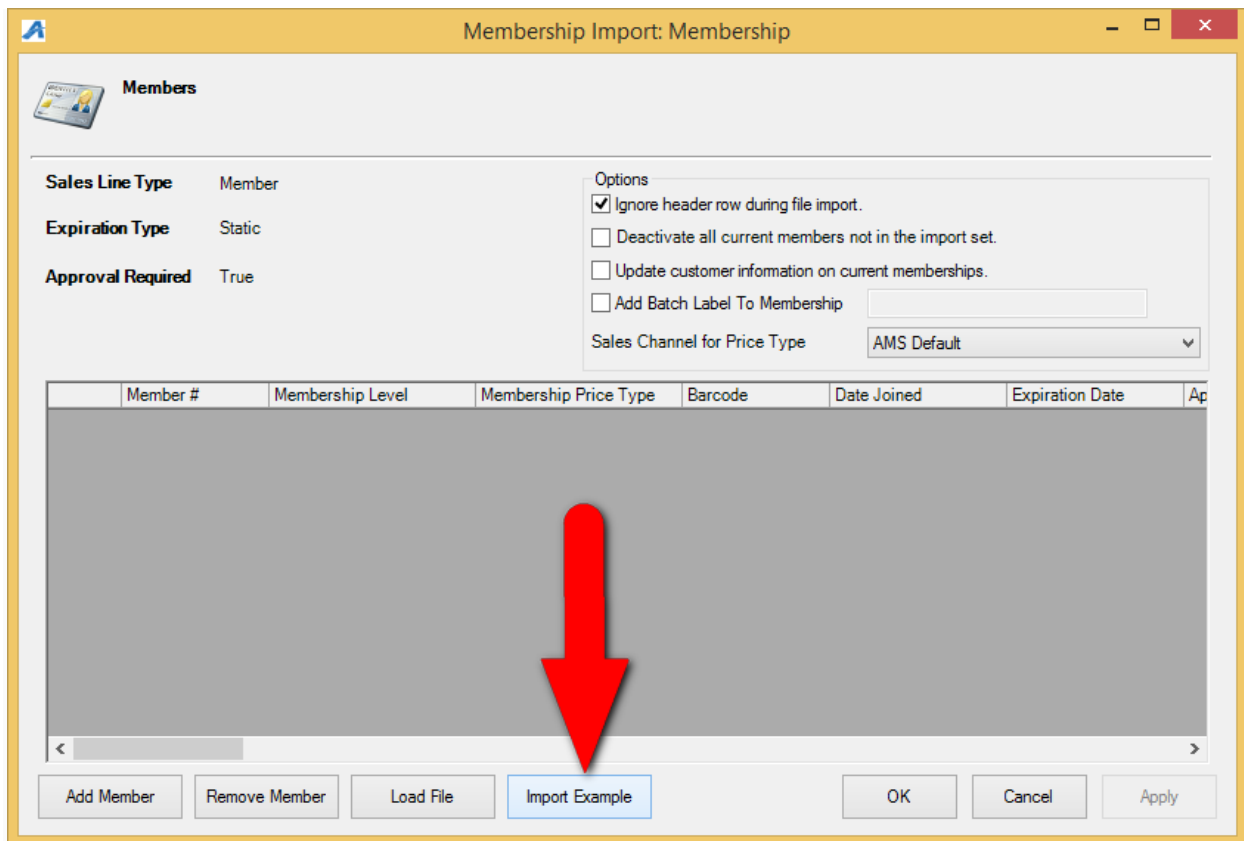 Membership Import: Membership
Members
Sales Line Type Member
Expiration Type Static
Approval Required True
Options
Ignore header row during file import.
Deactivate all current members not in the import set.
Update customer information on current memberships.
Add Batch Label To Membership
Sales Channel for Price Type AMS Default
Member # Membership Level Membership Price Type Barcode Date Joined Expiration Date Ap
Add Member Remove Member Load File Import Example OK Cancel Apply